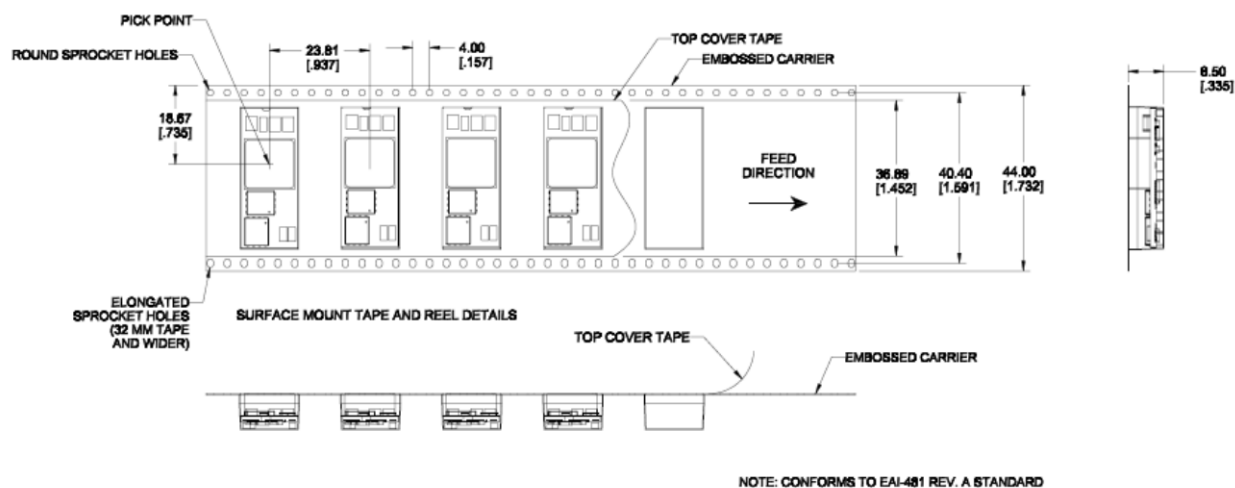 PICK POINT
ROUND SPROCKET HOLES
23.81
[.937]
4.00
[.157]
TOP COVER TAPE
EMBOSSED CARRIER
8.50
[.335]
18.67
[.735]
FEED
DIRECTION
36.89
[1.452]
40.40
[1.591]
44.00
[1.732]
ELONGATED
SPROCKET HOLES
(32 MM TAPE
AND WIDER)
SURFACE MOUNT TAPE AND REEL DETAILS
TOP COVER TAPE
EMBOSSED CARRIER
NOTE: CONFORMS TO EAI-481 REV. A STANDARD